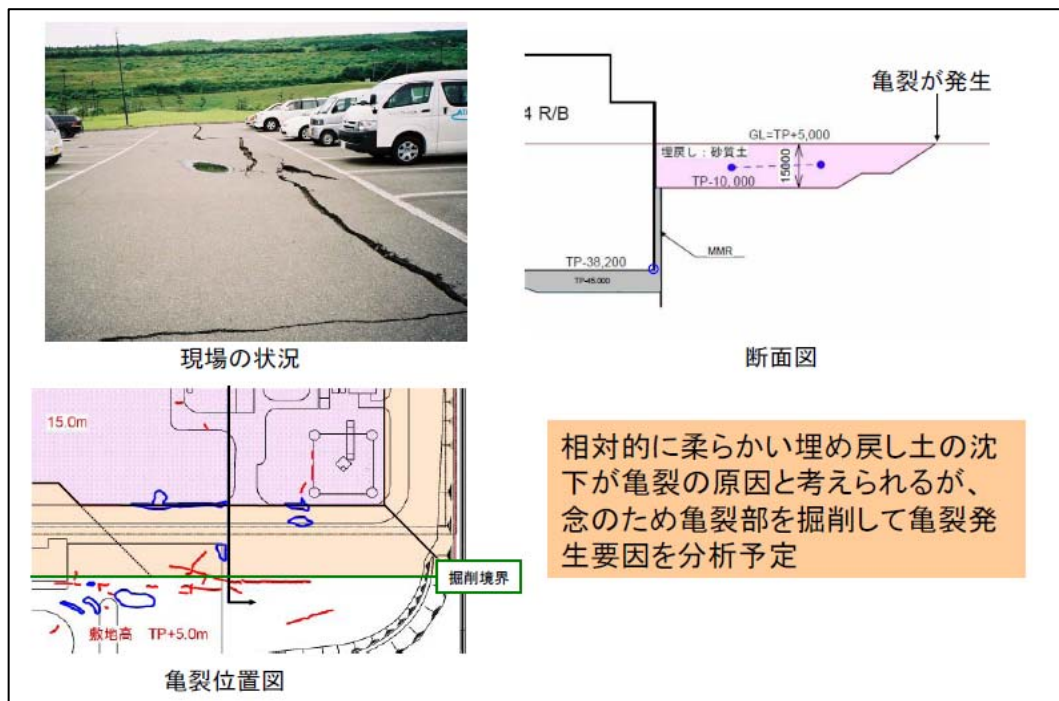 亀裂が発生
4 R/B
GL=TP+5,000
埋戻し:砂質土
15000
TP-10,000
MMR
TP-38,200
TP-45,000
現場の状況
断面図
15.0m
掘削境界
敷地高 TP+5.0m
亀裂位置図
相対的に柔らかい埋め戻し土の沈
下が亀裂の原因と考えられるが、
念のため亀裂部を掘削して亀裂発
生要因を分析予定